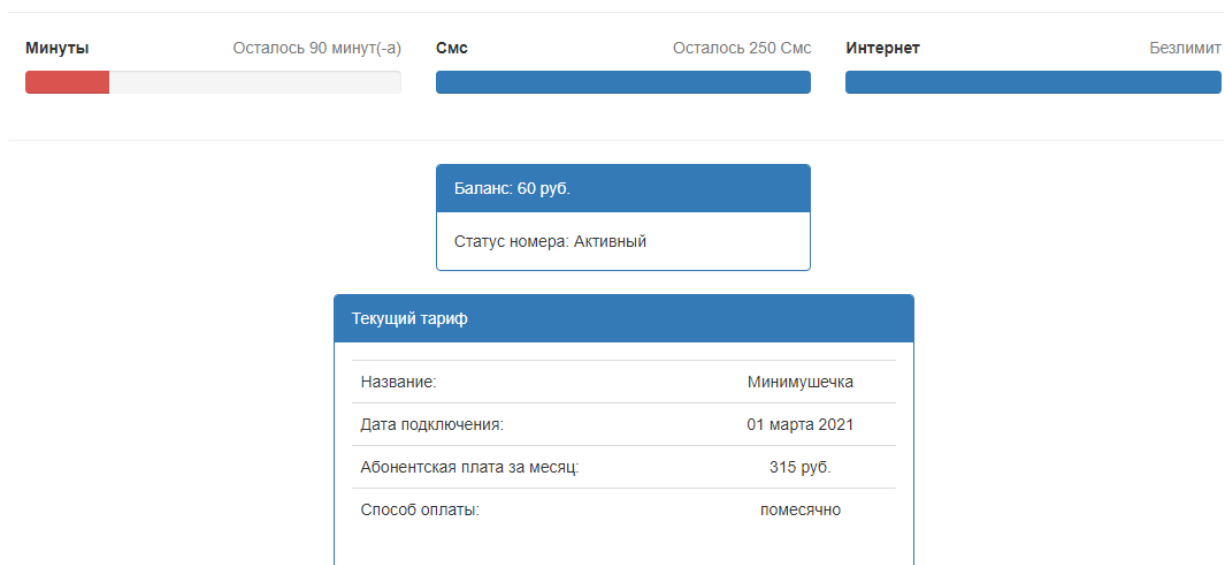 Минуты Осталось 90 минут(-а) Смс Осталось 250 Смс Интернет Безлимит
Баланс: 60 руб.
Статус номера: Активный
Текущий тариф
Название: Минимушечка
Дата подключения: 01 марта 2021
Абонентская плата за месяц: 315 руб.
Способ оплаты: помесячно